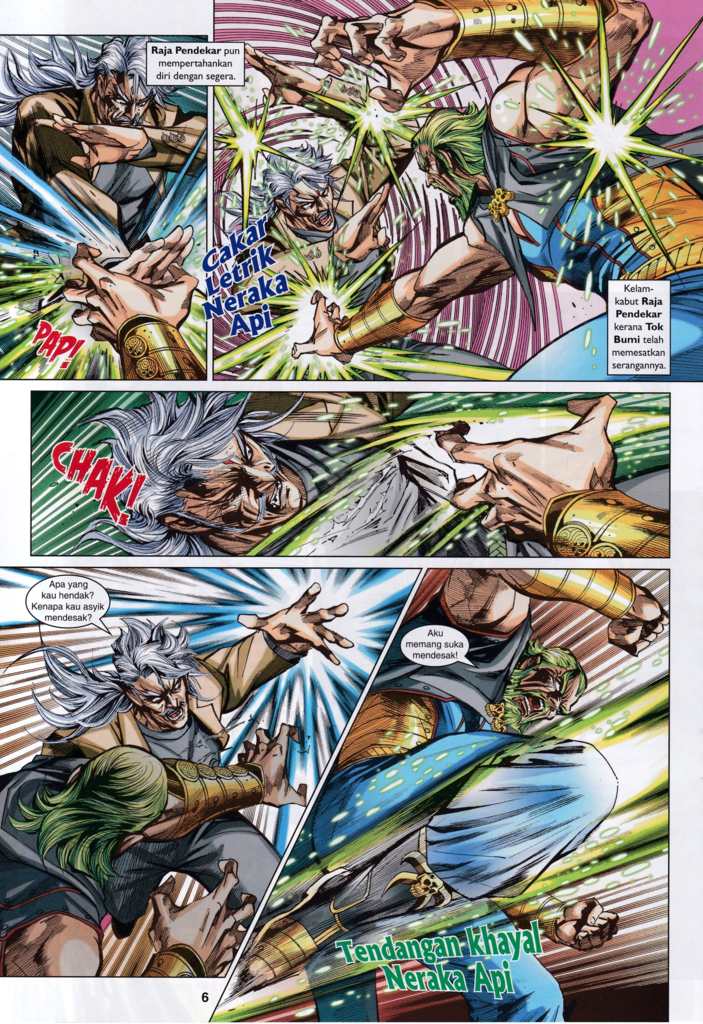 Raja Pendekar pun
mempertahankan
diri dengan segera.
PAP!
Cakar
Letrik
Neraka
Api
Kelam-
kabut Raja
Pendekar
kerana Tok
Bumi telah
memesatkan
serangannya.
CHAK!
Apa yang
kau hendak?
Kenapa kau asyik
mendesak?
Aku
memang suka
mendesak!
Tendangan khayal
Neraka Api
6